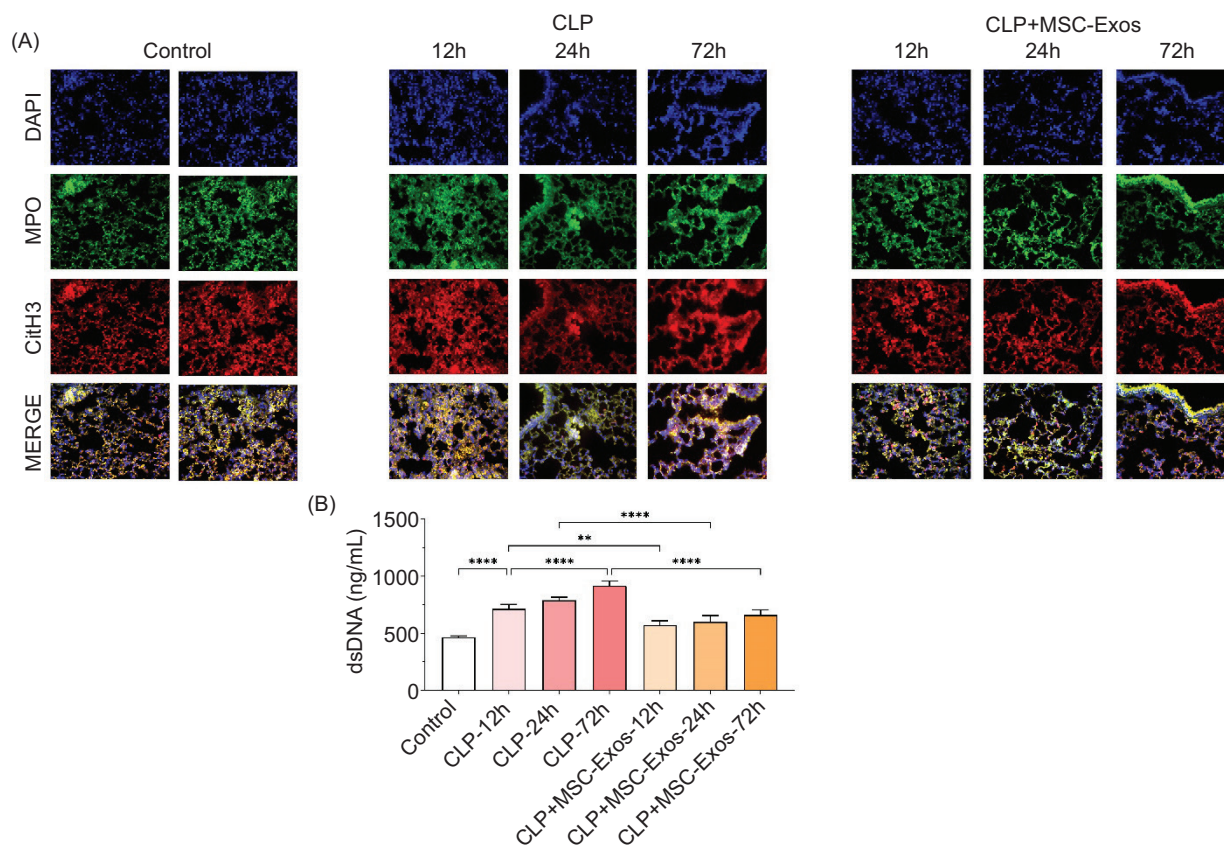 (A)
Control
CLP
12h 24h 72h
CLP+MSC-Exos
12h 24h 72h
DAPI
MPO
CitH3
MERGE
(B)
dsDNA (ng/mL)
1500
1000
500
0
****
**
**** **** ****
Control
CLP-12h
CLP-24h
CLP-72h
CLP+MSC-Exos-12h
CLP+MSC-Exos-24h
CLP+MSC-Exos-72h